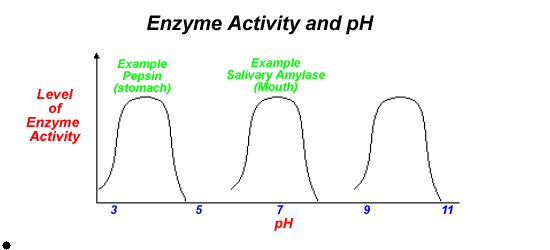 Enzyme Activity and pH
Example
Pepsin
(stomach)
Example
Salivary Amylase
(Mouth)
Level
of
Enzyme
Activity
3 5 7 9 11
pH